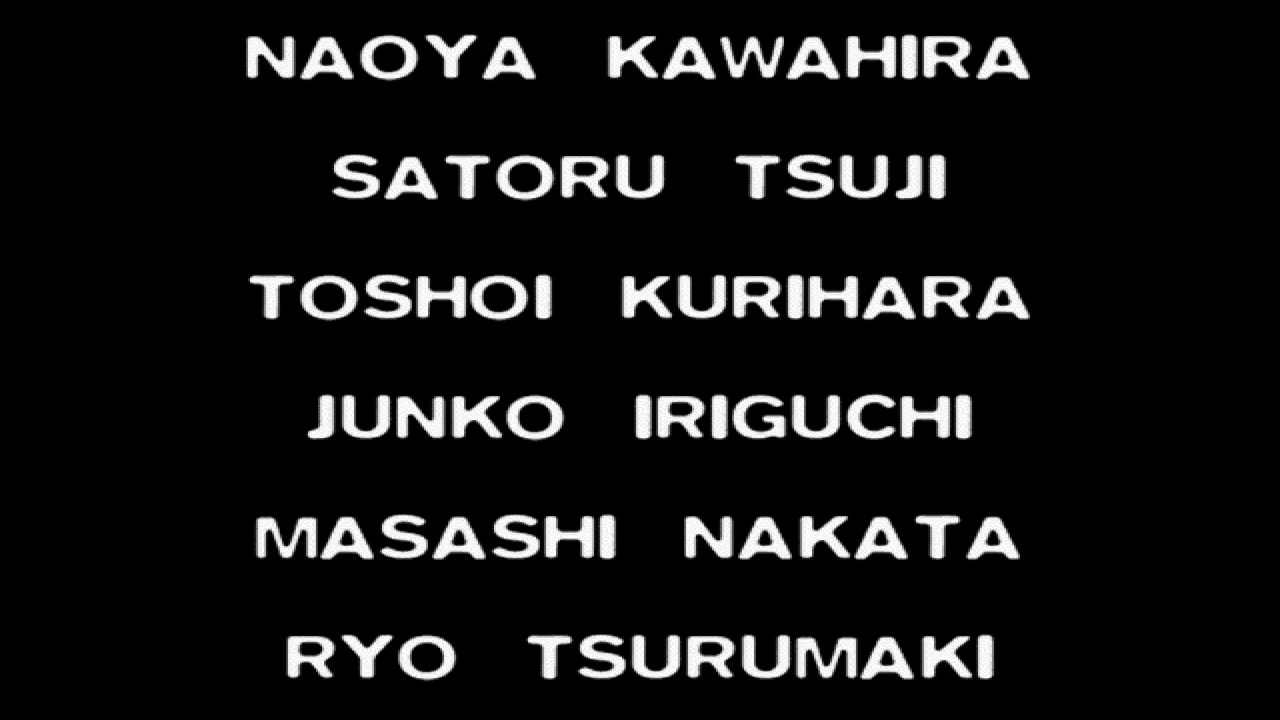 NAOYA KAWAHIRA
SATORU TSUJI
TOSHOI KURIHARA
JUNKO IRIGUCHI
MASASHI NAKATA
RYO TSURUMAKI